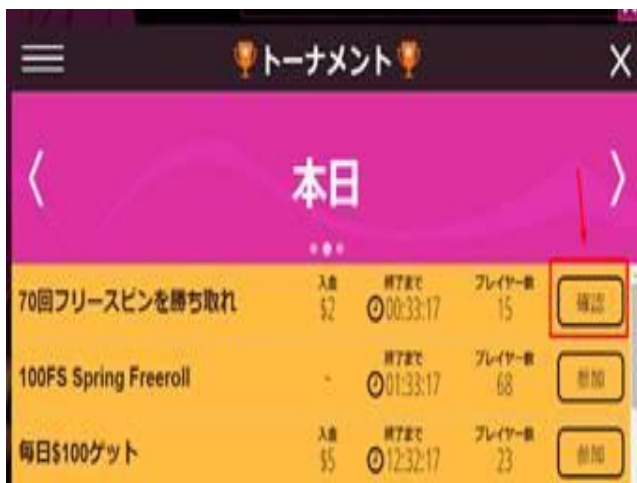 トーナメント
本日
70回フリースピンを勝ち取れ
入金 終了まで プレイヤー数
$2 00:33:17 15 確認
100FS Spring Freeroll
終了まで プレイヤー数
- 01:33:17 68 参加
毎日$100ゲット
入金 終了まで プレイヤー数
$5 12:32:17 23 参加